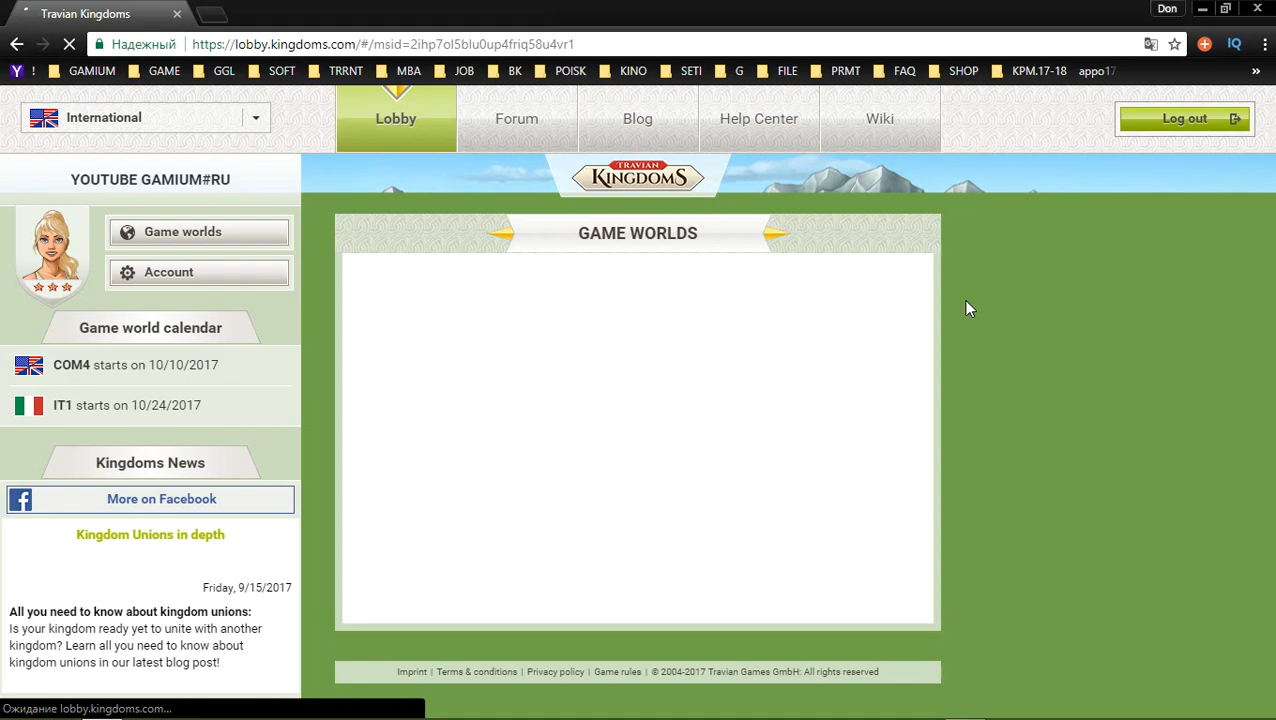 Travian Kingdoms
Don
Надежный https://lobby.kingdoms.com/#/msid=2ihp7ol5blu0up4friq58u4vr1
IQ
! GAMIUM GAME GGL SOFT TRRNT MBA JOB BK POISK KINO SETI G FILE PRMT FAQ SHOP KPM.17-18 appo17 »
International
Lobby
Forum
Blog
Help Center
Wiki
Log out
YOUTUBE GAMIUM#RU
TRAVIAN
KINGDOMS
Game worlds
Account
GAME WORLDS
Game world calendar
COM4 starts on 10/10/2017
IT1 starts on 10/24/2017
Kingdoms News
More on Facebook
Kingdom Unions in depth
Friday, 9/15/2017
All you need to know about kingdom unions:
Is your kingdom ready yet to unite with another
kingdom? Learn all you need to know about
kingdom unions in our latest blog post!
Imprint | Terms & conditions | Privacy policy | Game rules | © 2004-2017 Travian Games GmbH: All rights reserved
Ожидание lobby.kingdoms.com...